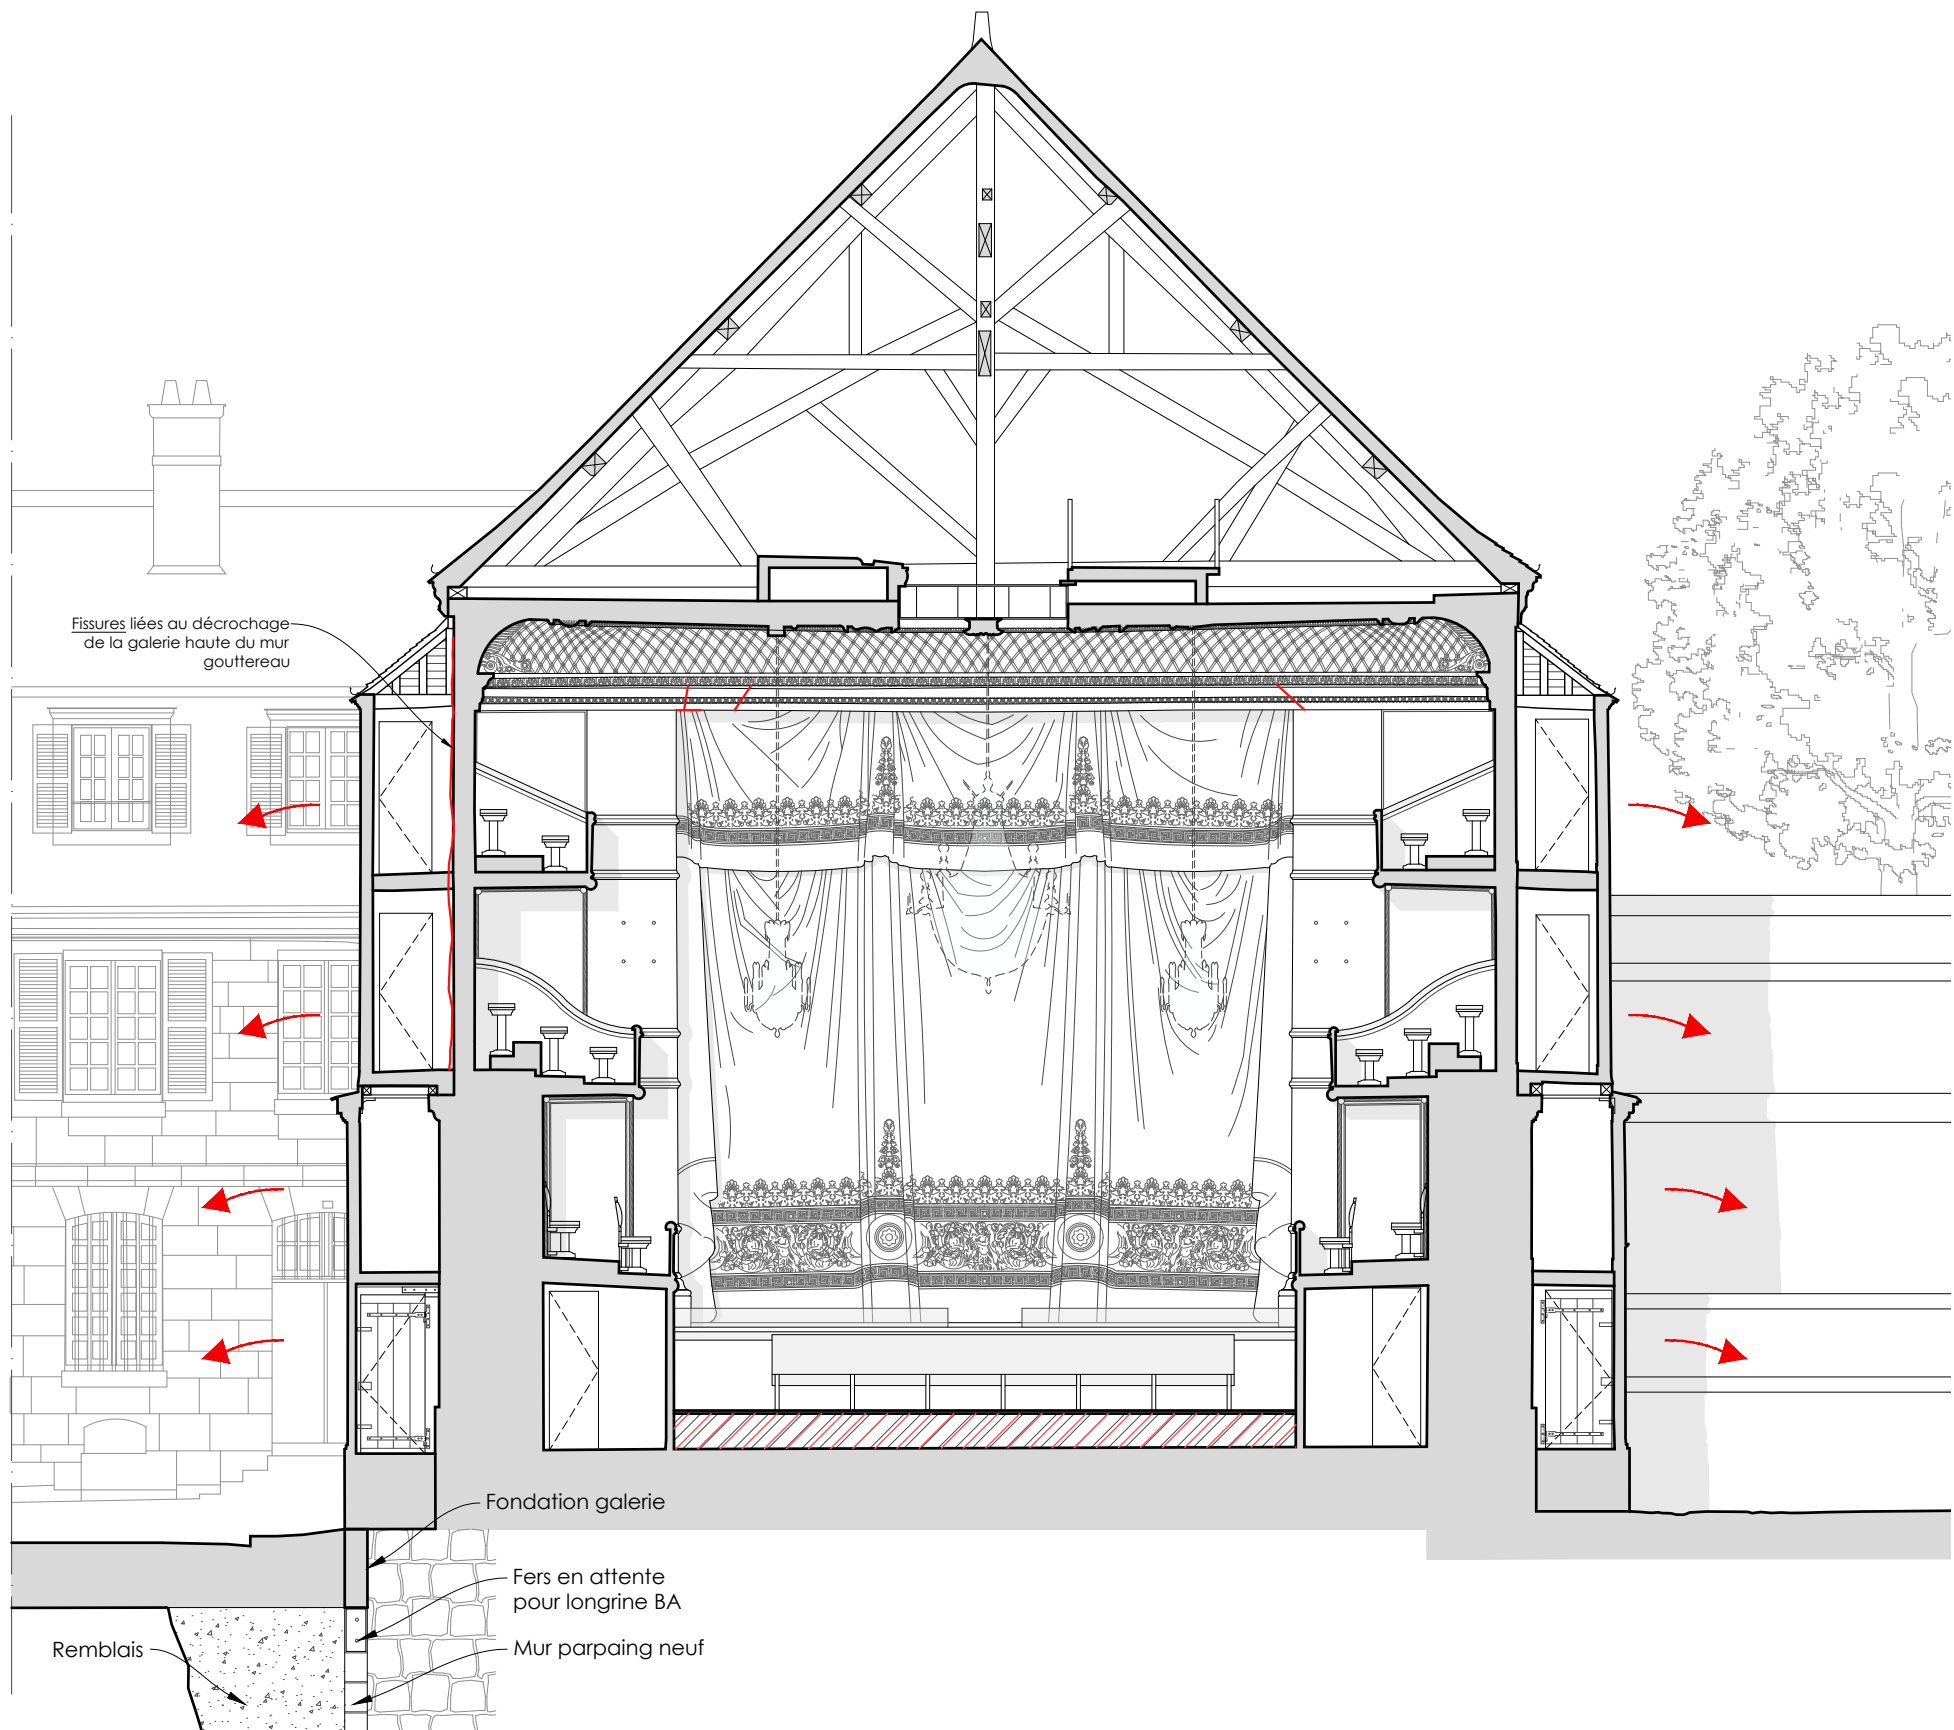 Fissures liées au décrochage
de la galerie haute du mur
gouttereau
Fondation galerie
Fers en attente
pour longrine BA
Remblais
Mur parpaing neuf